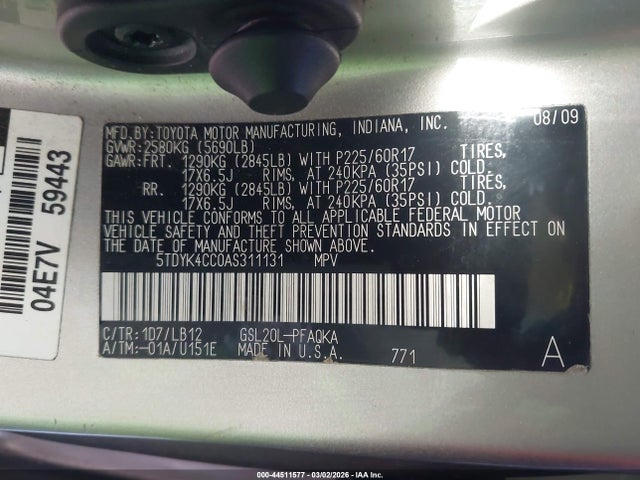 MFD.BY:TOYOTA MOTOR MANUFACTURING, INDIANA, INC. 08/09
GVWR:2580KG (5690LB)
GAWR:FRT. 1290KG (2845LB) WITH P225/60R17 TIRES,
17X6.5J RIMS, AT 240KPA (35PSI) COLD.
RR. 1290KG (2845LB) WITH P225/60R17 TIRES,
17X6.5J RIMS, AT 240KPA (35PSI) COLD.
THIS VEHICLE CONFORMS TO ALL APPLICABLE FEDERAL MOTOR
VEHICLE SAFETY AND THEFT PREVENTION STANDARDS IN EFFECT ON
THE DATE OF MANUFACTURE SHOWN ABOVE.
5TDYK4CC0AS311131 MPV
C/TR:1D7/LB12 GSL20L-PFAQKA
A/TM:-01A/U151E MADE IN U.S.A. 771 A
04E7V 59443
000-44511577 - 03/02/2026 - IAA Inc.